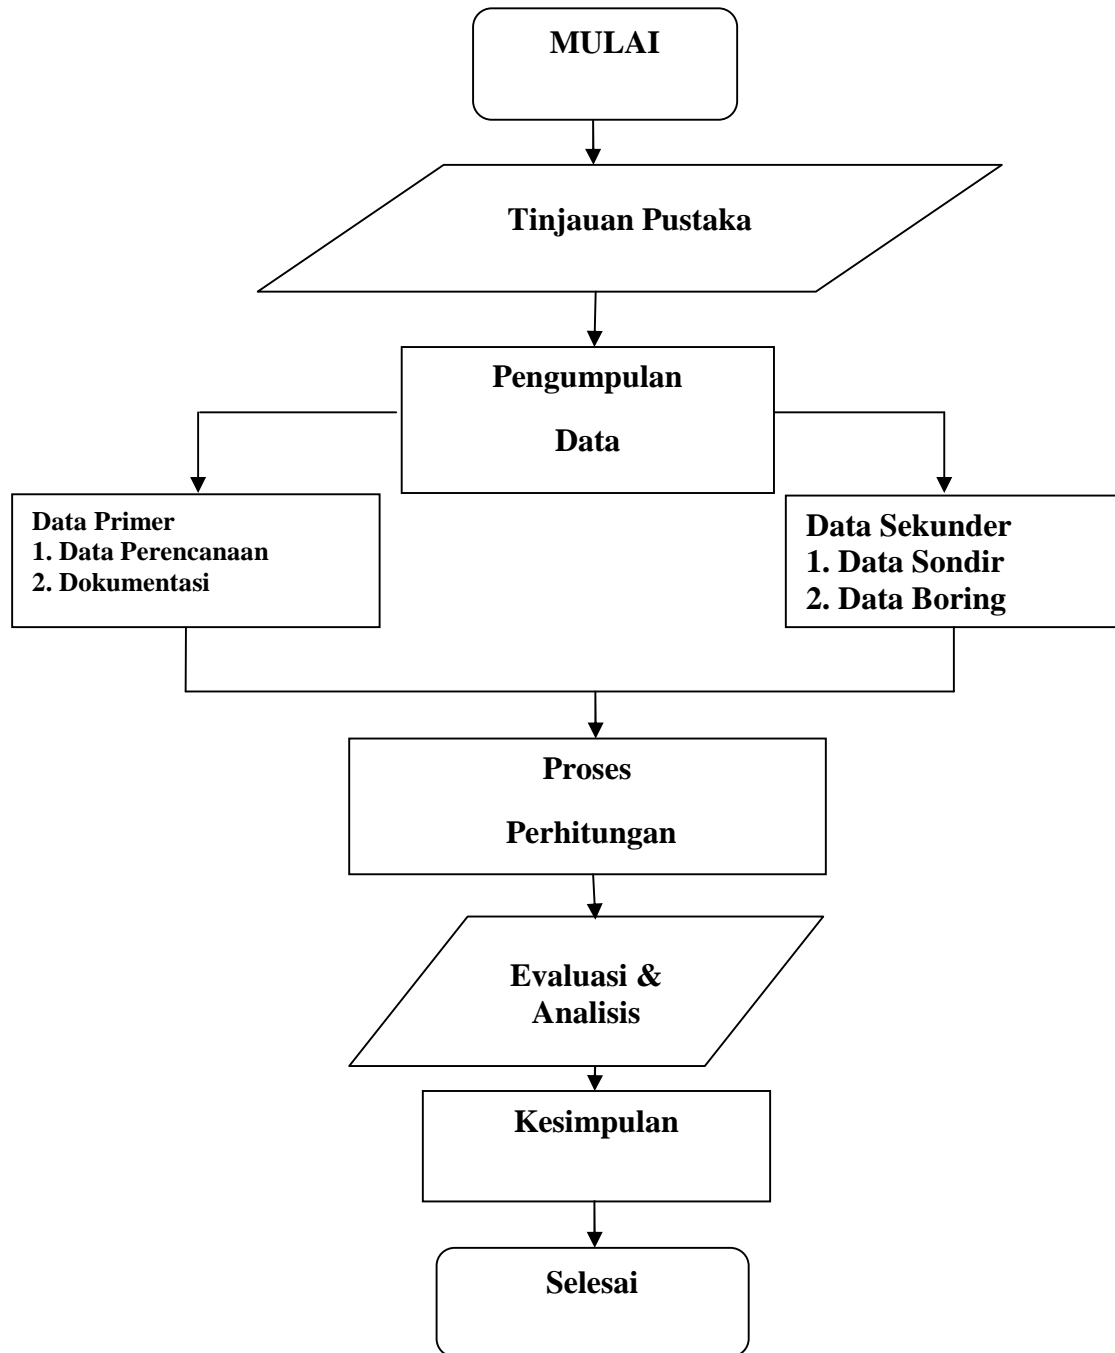 MULAI
Tinjauan Pustaka
Pengumpulan
Data
Data Primer
1. Data Perencanaan
2. Dokumentasi
Data Sekunder
1. Data Sondir
2. Data Boring
Proses
Perhitungan
Evaluasi &
Analisis
Kesimpulan
Selesai